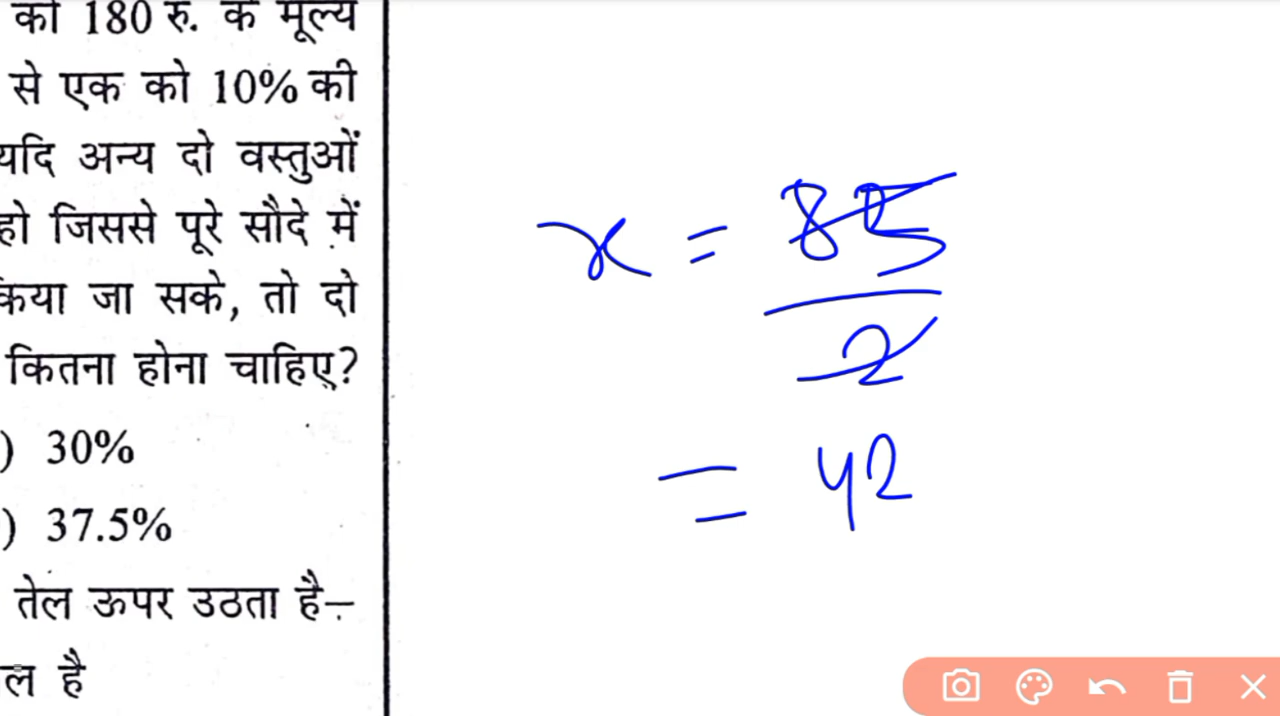 को 180 रु. के मूल्य
से एक को 10% की
यदि अन्य दो वस्तुओं
हो जिससे पूरे सौदे में
किया जा सके, तो दो
कितना होना चाहिए?
) 30%
) 37.5%
तेल ऊपर उठता है–
ल है
x = 85
2
= 42